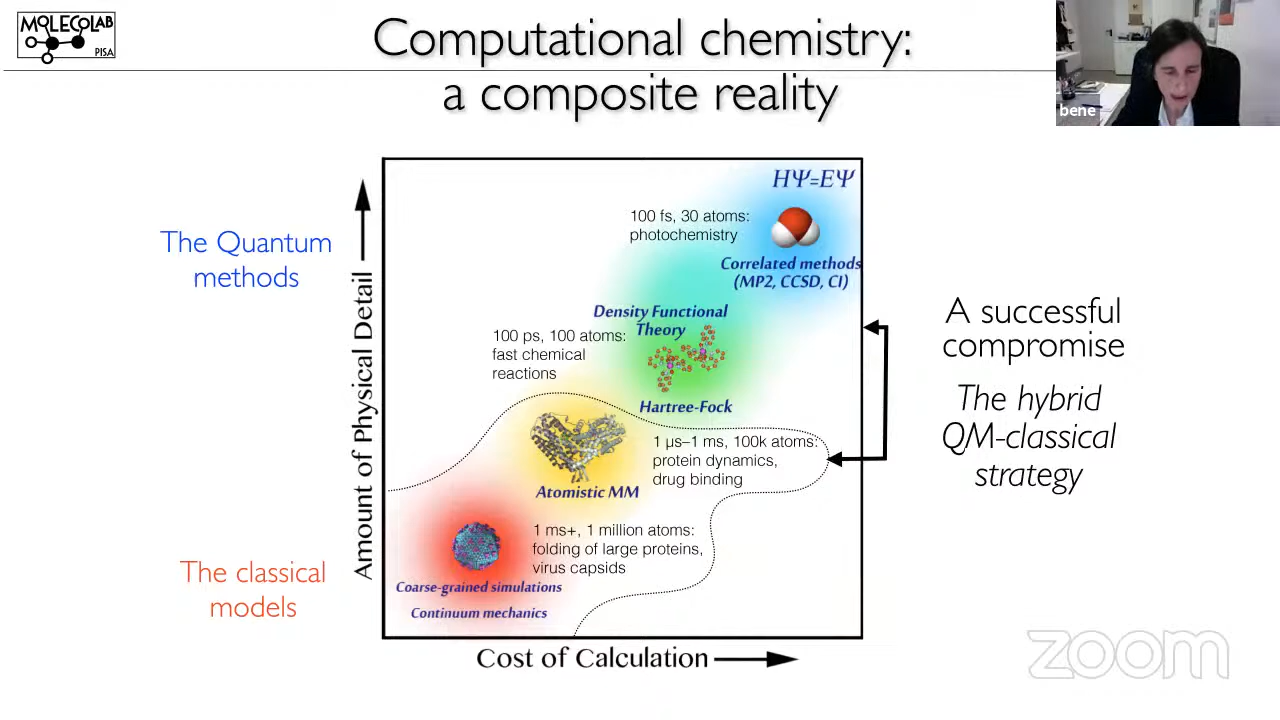 MOLECOLAB
PISA
Computational chemistry:
a composite reality
bene
The Quantum
methods
The classical
models
Amount of Physical Detail
HΨ=EΨ
100 fs, 30 atoms:
photochemistry
Correlated methods
(MP2, CCSD, CI)
Density Functional
Theory
100 ps, 100 atoms:
fast chemical
reactions
Hartree-Fock
1 µs–1 ms, 100k atoms:
protein dynamics,
drug binding
Atomistic MM
1 ms+, 1 million atoms:
folding of large proteins,
virus capsids
Coarse-grained simulations
Continuum mechanics
Cost of Calculation
A successful
compromise
The hybrid
QM-classical
strategy
zoom